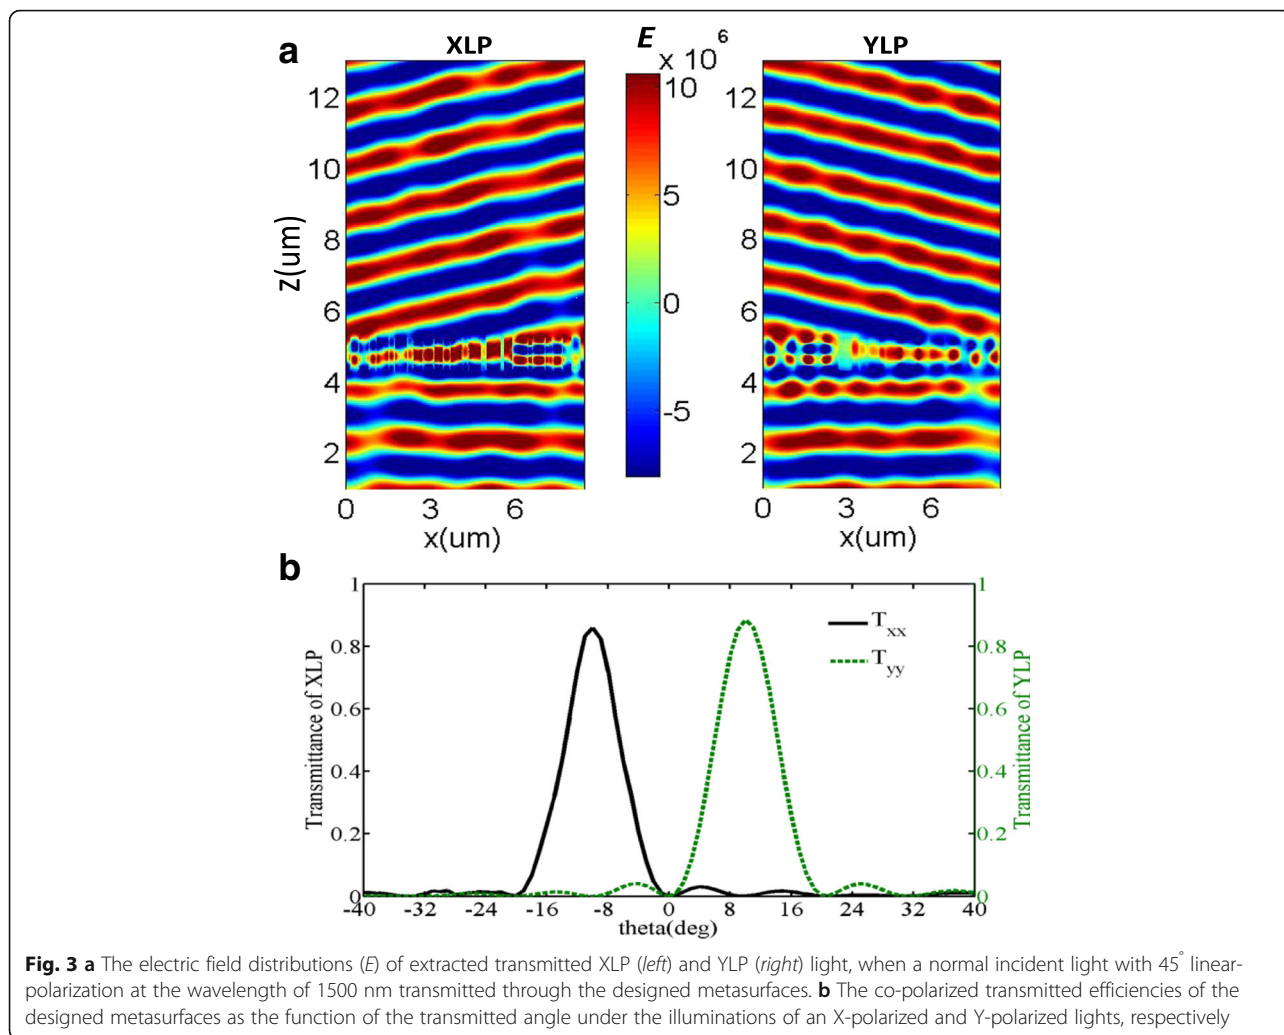 a
XLP
E
YLP
x 10^6
10
5
0
-5
12
10
8
6
4
2
z(um)
0 3 6
x(um)
12
10
8
6
4
2
0 3 6
x(um)
b
1
0.8
0.6
0.4
0.2
0
Transmittance of XLP
T_xx
T_yy
1
0.8
0.6
0.4
0.2
0
Transmittance of YLP
-40 -32 -24 -16 -8 0 8 16 24 32 40
theta(deg)
Fig. 3 a The electric field distributions (E) of extracted transmitted XLP (left) and YLP (right) light, when a normal incident light with 45° linear-
polarization at the wavelength of 1500 nm transmitted through the designed metasurfaces. b The co-polarized transmitted efficiencies of the
designed metasurfaces as the function of the transmitted angle under the illuminations of an X-polarized and Y-polarized lights, respectively